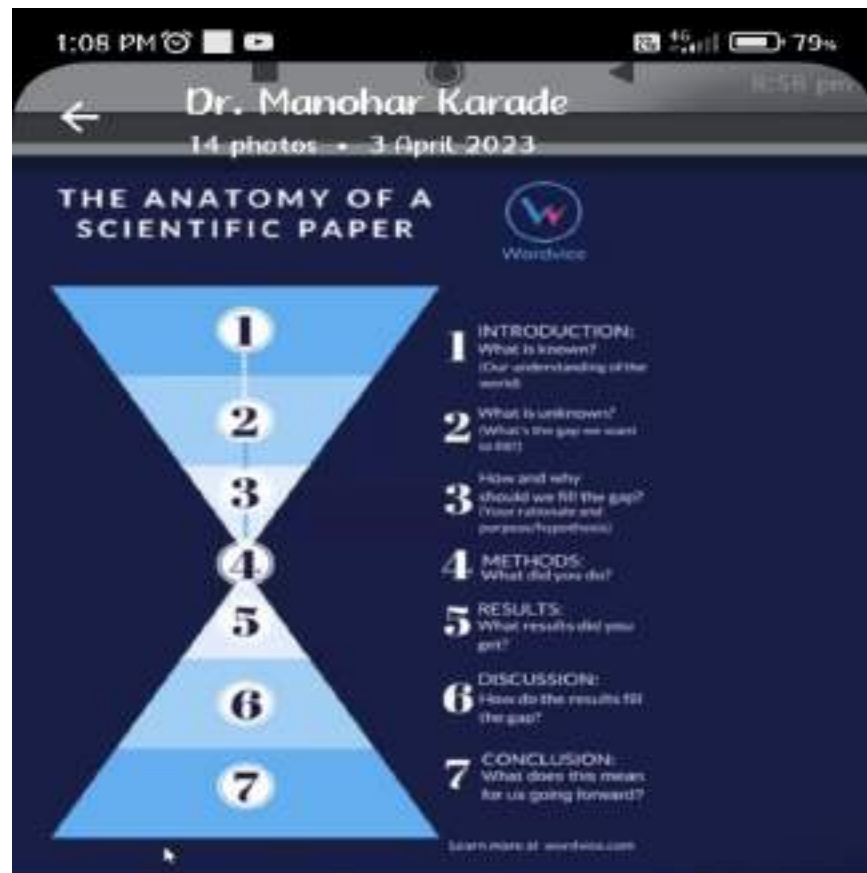 1:08 PM
4G 79%
8:58 pm
Dr. Manohar Karade
14 photos • 3 April 2023
THE ANATOMY OF A
SCIENTIFIC PAPER
W
Wordvice
1
2
3
4
5
6
7
1 INTRODUCTION:
What is known?
(Our understanding of the
world)
2 What is unknown?
(What's the gap we want
to fill?)
3 How and why
should we fill the gap?
(Your rationale and
purpose/hypothesis)
4 METHODS:
What did you do?
5 RESULTS:
What results did you
get?
6 DISCUSSION:
How do the results fill
the gap?
7 CONCLUSION:
What does this mean
for us going forward?
Learn more at wordvice.com